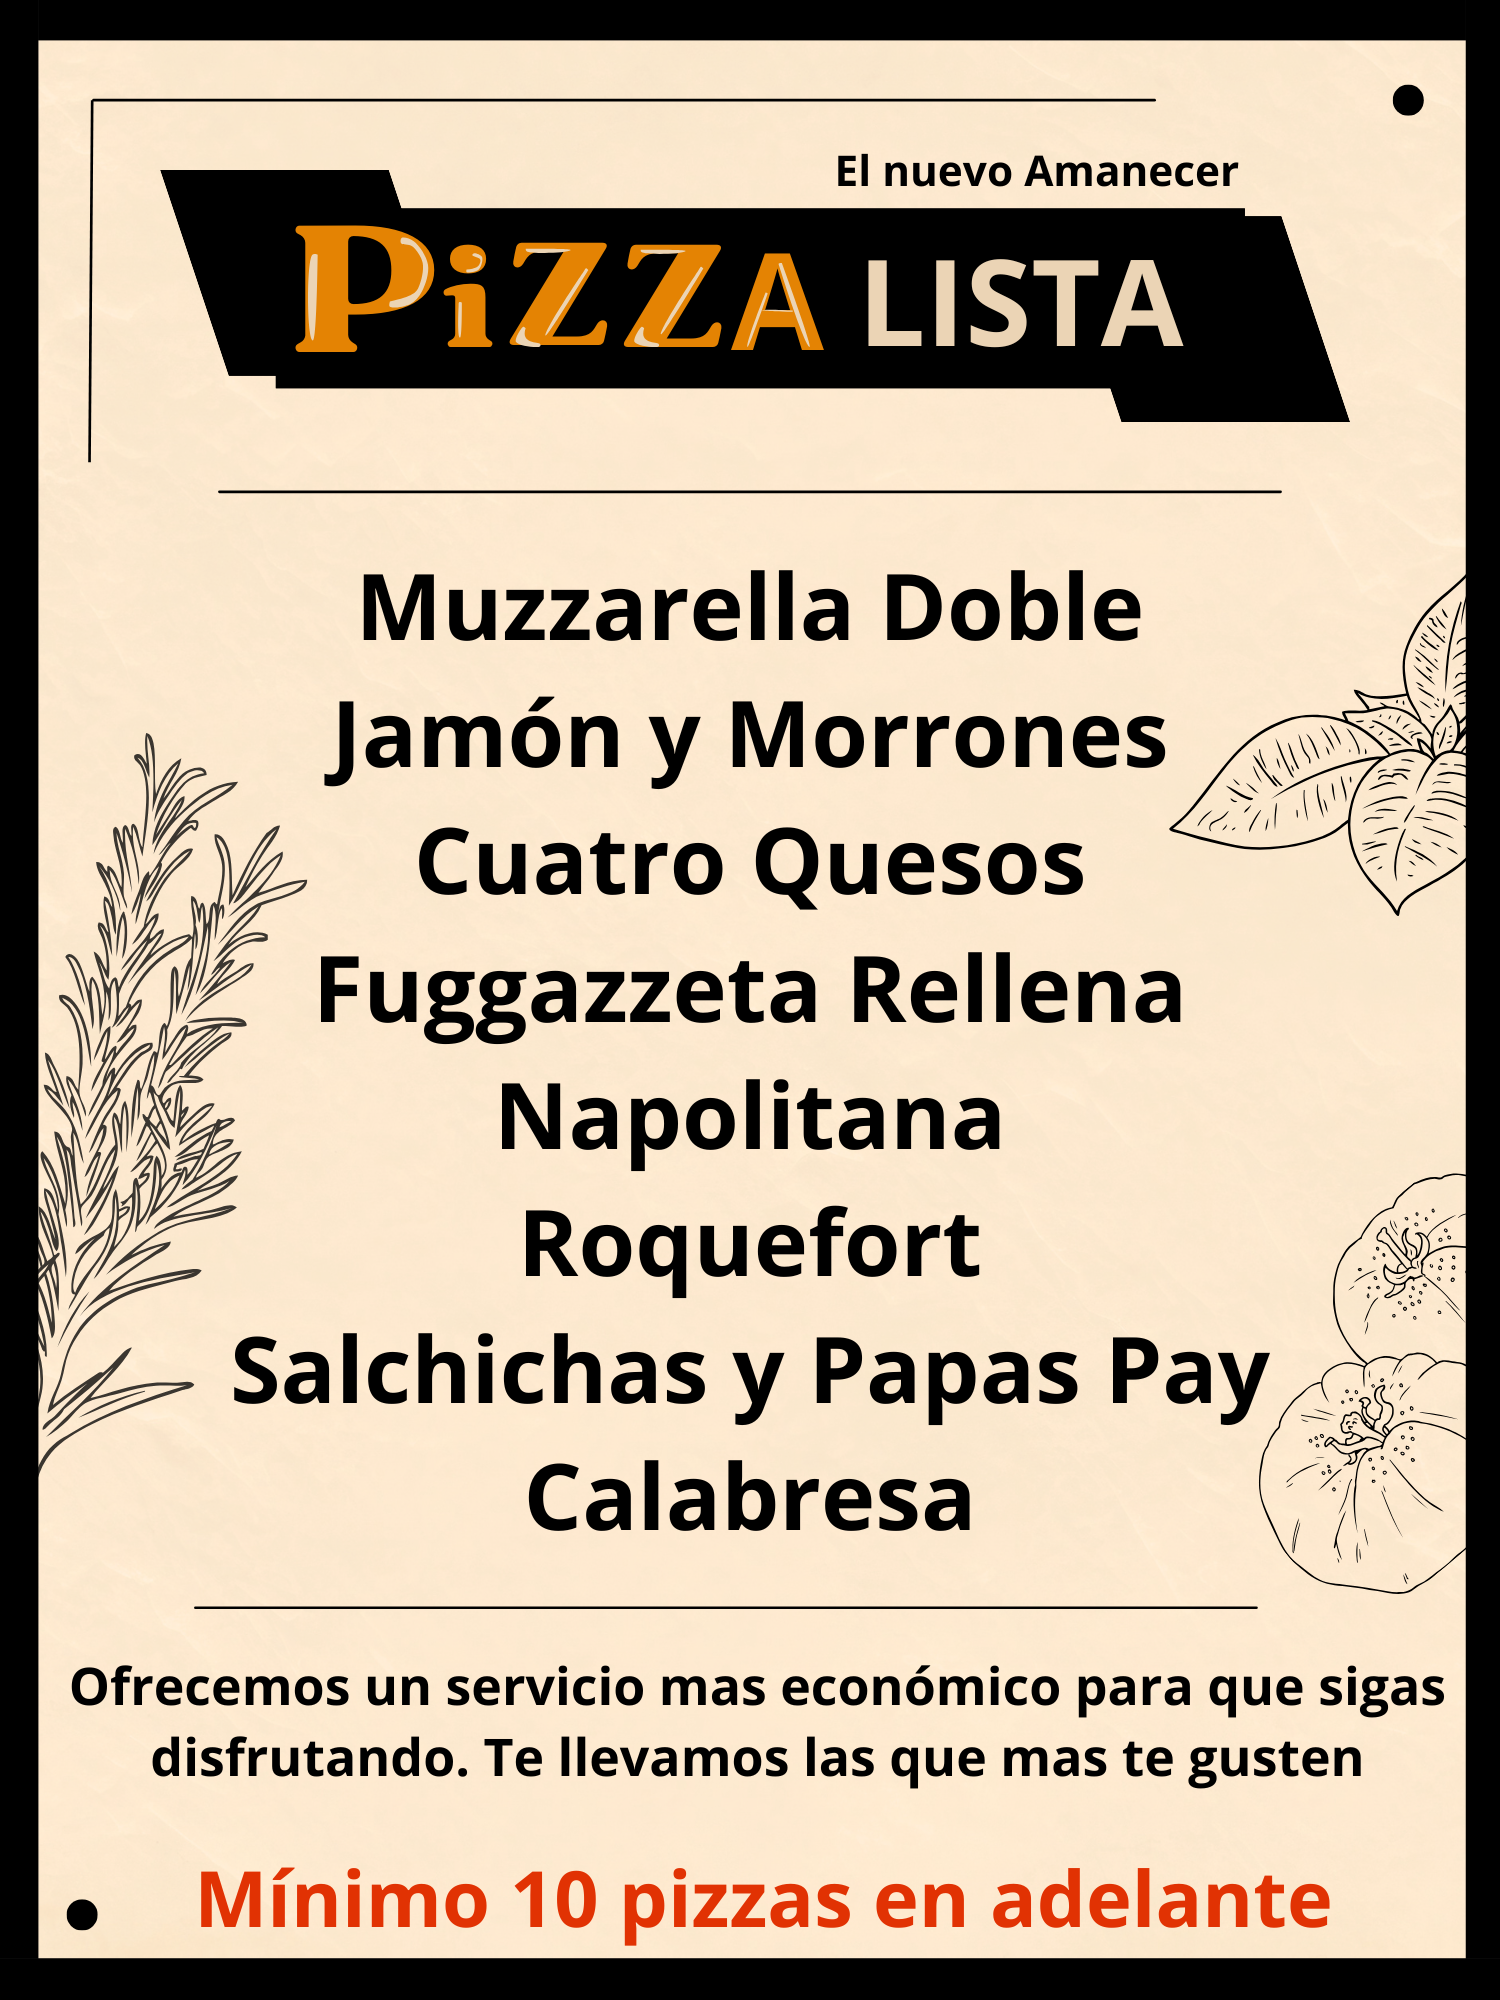 El nuevo Amanecer
PiZZA LISTA
Muzzarella Doble
Jamón y Morrones
Cuatro Quesos
Fuggazzeta Rellena
Napolitana
Roquefort
Salchichas y Papas Pay
Calabresa
Ofrecemos un servicio mas económico para que sigas
disfrutando. Te llevamos las que mas te gusten
Mínimo 10 pizzas en adelante